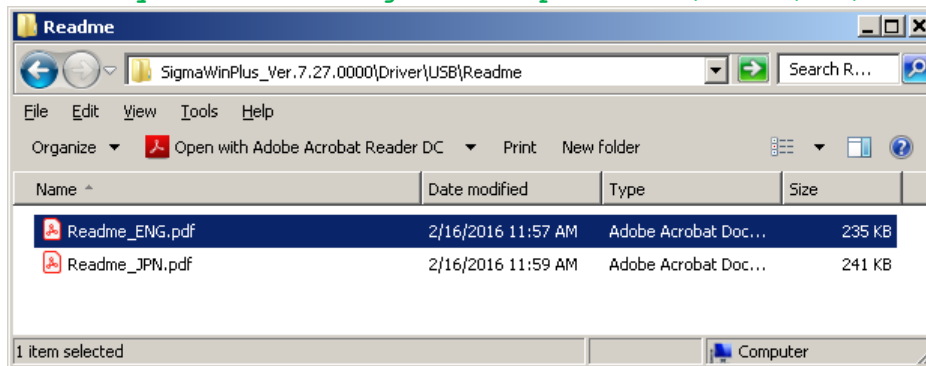 Readme
SigmaWinPlus_Ver.7.27.0000\Driver\USB\Readme
Search R...
File Edit View Tools Help
Organize Open with Adobe Acrobat Reader DC Print New folder
Name Date modified Type Size
Readme_ENG.pdf 2/16/2016 11:57 AM Adobe Acrobat Doc... 235 KB
Readme_JPN.pdf 2/16/2016 11:59 AM Adobe Acrobat Doc... 241 KB
1 item selected Computer